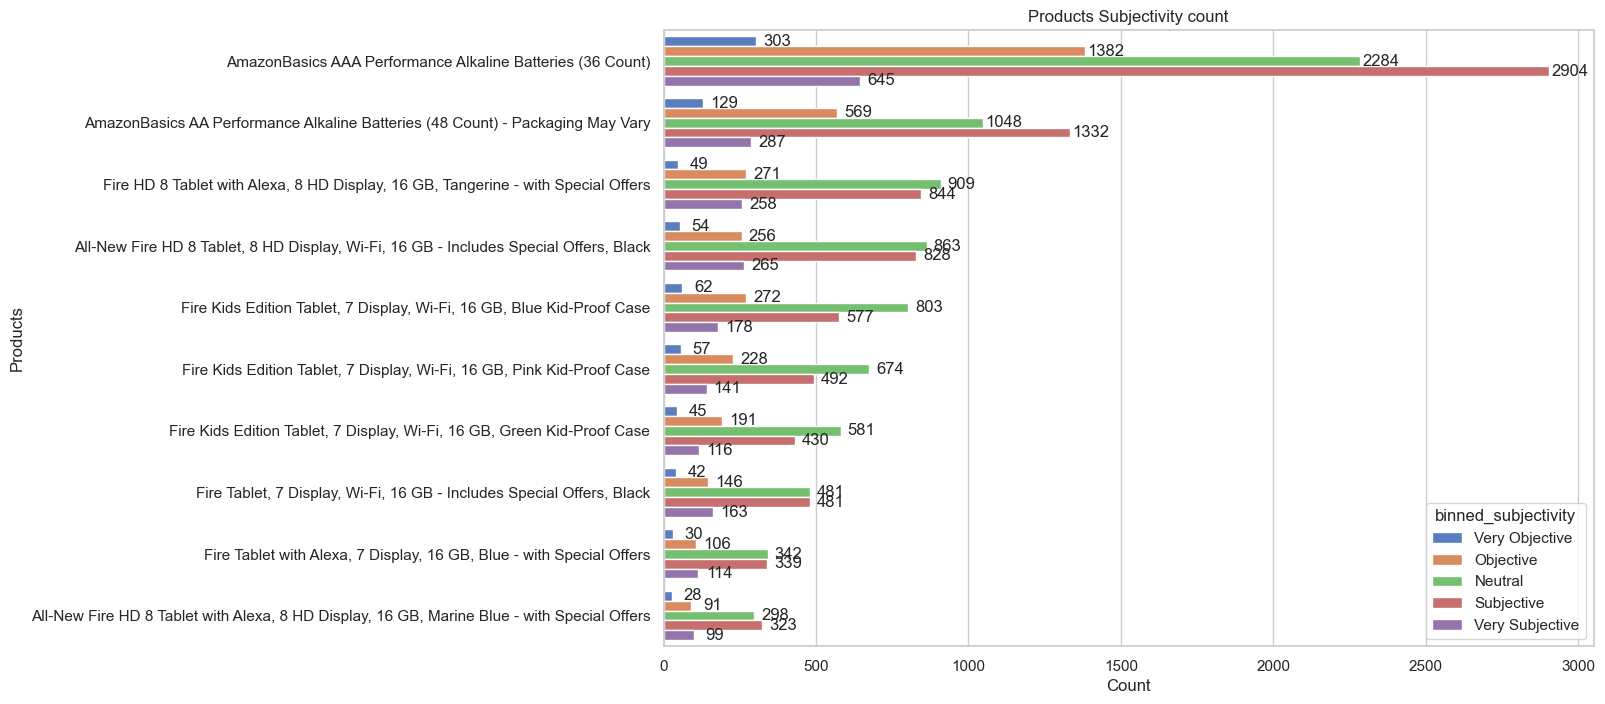 Products Subjectivity count
Products
AmazonBasics AAA Performance Alkaline Batteries (36 Count)
303
1382
2284
2904
645
AmazonBasics AA Performance Alkaline Batteries (48 Count) - Packaging May Vary
129
569
1048
1332
287
Fire HD 8 Tablet with Alexa, 8 HD Display, 16 GB, Tangerine - with Special Offers
49
271
909
844
258
All-New Fire HD 8 Tablet, 8 HD Display, Wi-Fi, 16 GB - Includes Special Offers, Black
54
256
863
828
265
Fire Kids Edition Tablet, 7 Display, Wi-Fi, 16 GB, Blue Kid-Proof Case
62
272
803
577
178
Fire Kids Edition Tablet, 7 Display, Wi-Fi, 16 GB, Pink Kid-Proof Case
57
228
674
492
141
Fire Kids Edition Tablet, 7 Display, Wi-Fi, 16 GB, Green Kid-Proof Case
45
191
581
430
116
Fire Tablet, 7 Display, Wi-Fi, 16 GB - Includes Special Offers, Black
42
146
481
481
163
Fire Tablet with Alexa, 7 Display, 16 GB, Blue - with Special Offers
30
106
342
339
114
All-New Fire HD 8 Tablet with Alexa, 8 HD Display, 16 GB, Marine Blue - with Special Offers
28
91
298
323
99
binned_subjectivity
Very Objective
Objective
Neutral
Subjective
Very Subjective
0 500 1000 1500 2000 2500 3000
Count